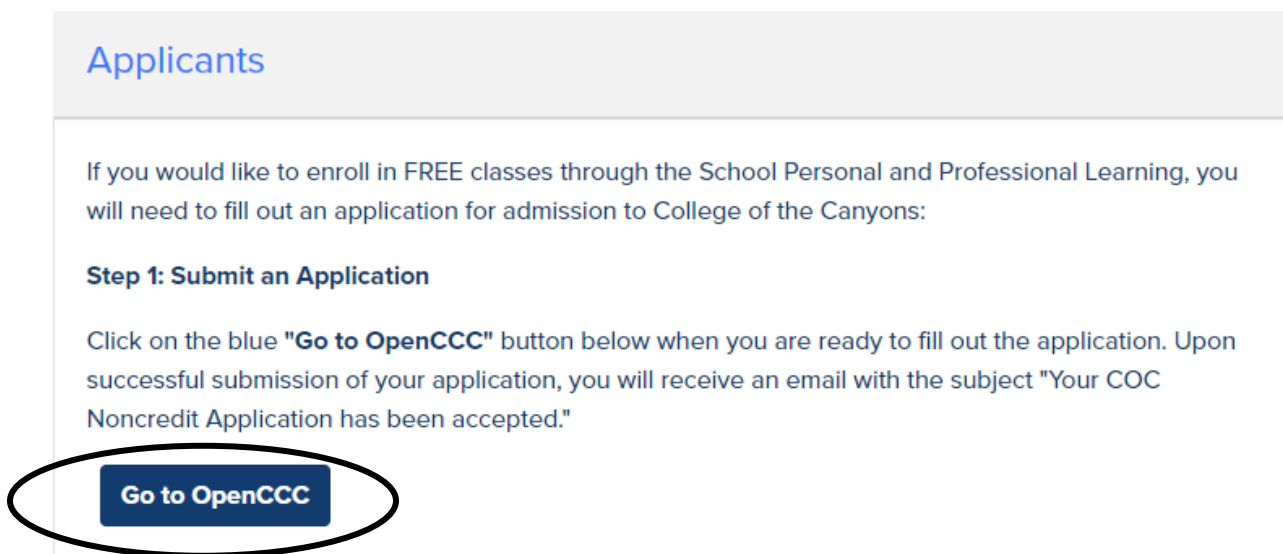 Applicants
If you would like to enroll in FREE classes through the School Personal and Professional Learning, you
will need to fill out an application for admission to College of the Canyons:
Step 1: Submit an Application
Click on the blue "Go to OpenCCC" button below when you are ready to fill out the application. Upon
successful submission of your application, you will receive an email with the subject "Your COC
Noncredit Application has been accepted."
Go to OpenCCC